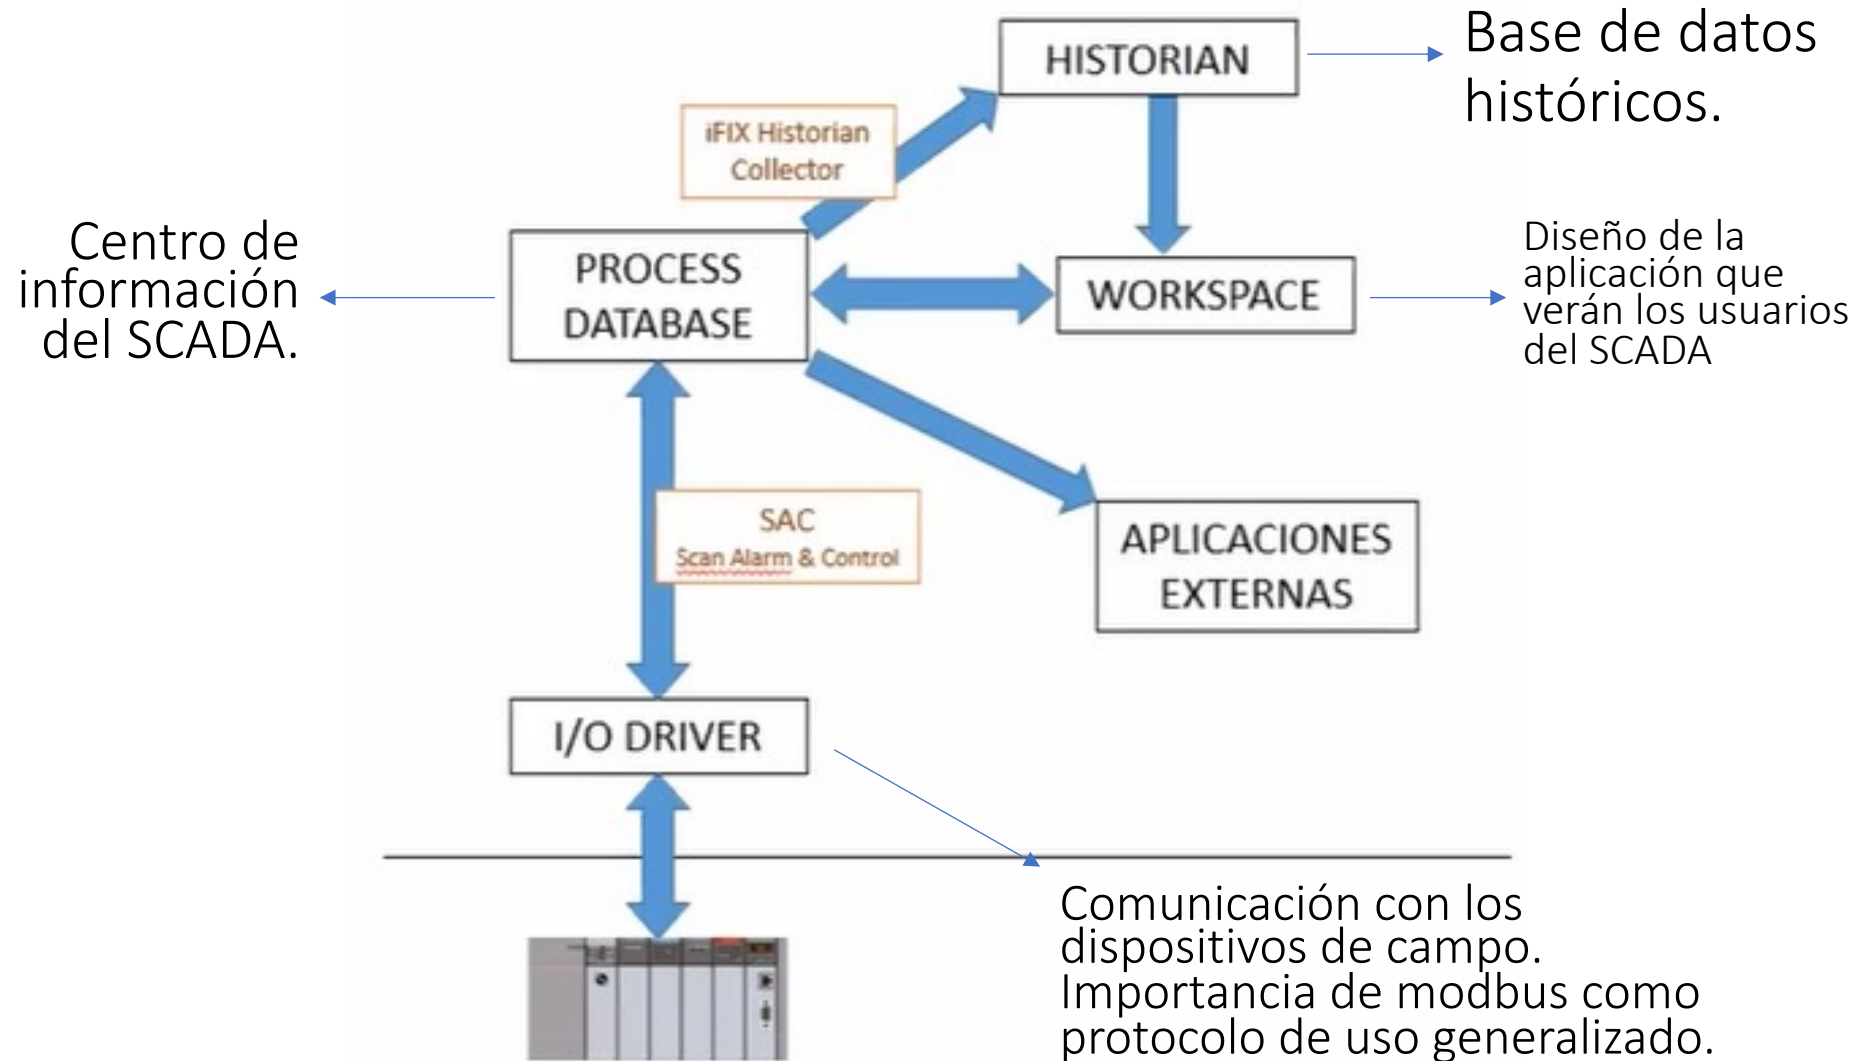 HISTORIAN
Base de datos
históricos.
iFIX Historian
Collector
Centro de
información
del SCADA.
PROCESS
DATABASE
WORKSPACE
Diseño de la
aplicación que
verán los usuarios
del SCADA
SAC
Scan Alarm & Control
APLICACIONES
EXTERNAS
I/O DRIVER
Comunicación con los
dispositivos de campo.
Importancia de modbus como
protocolo de uso generalizado.